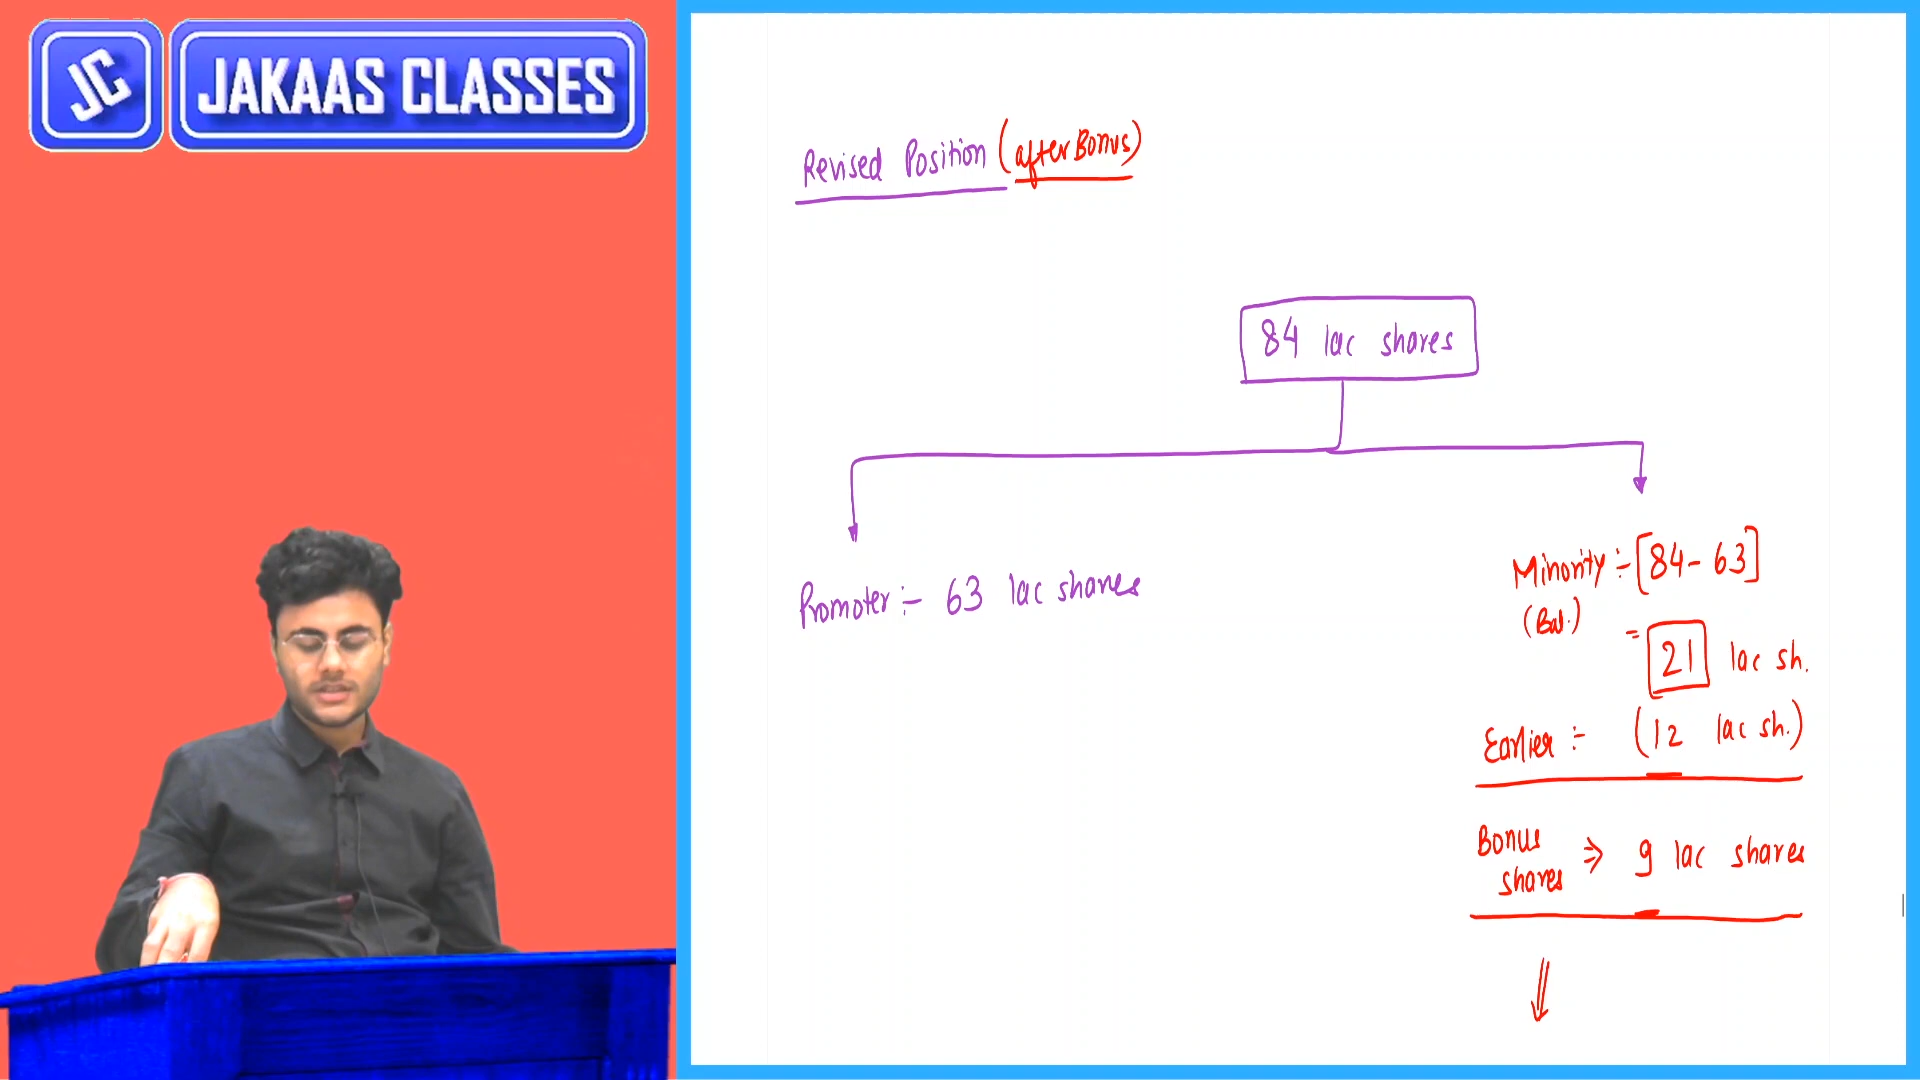 JC JAKAAS CLASSES
Revised Position (after Bonus)
84 lac shares
Promoter :- 63 lac shares
Minority :- [84 - 63]
(Bal.)
= 21 lac sh.
Earlier :- (12 lac sh.)
Bonus shares ⇒ 9 lac shares